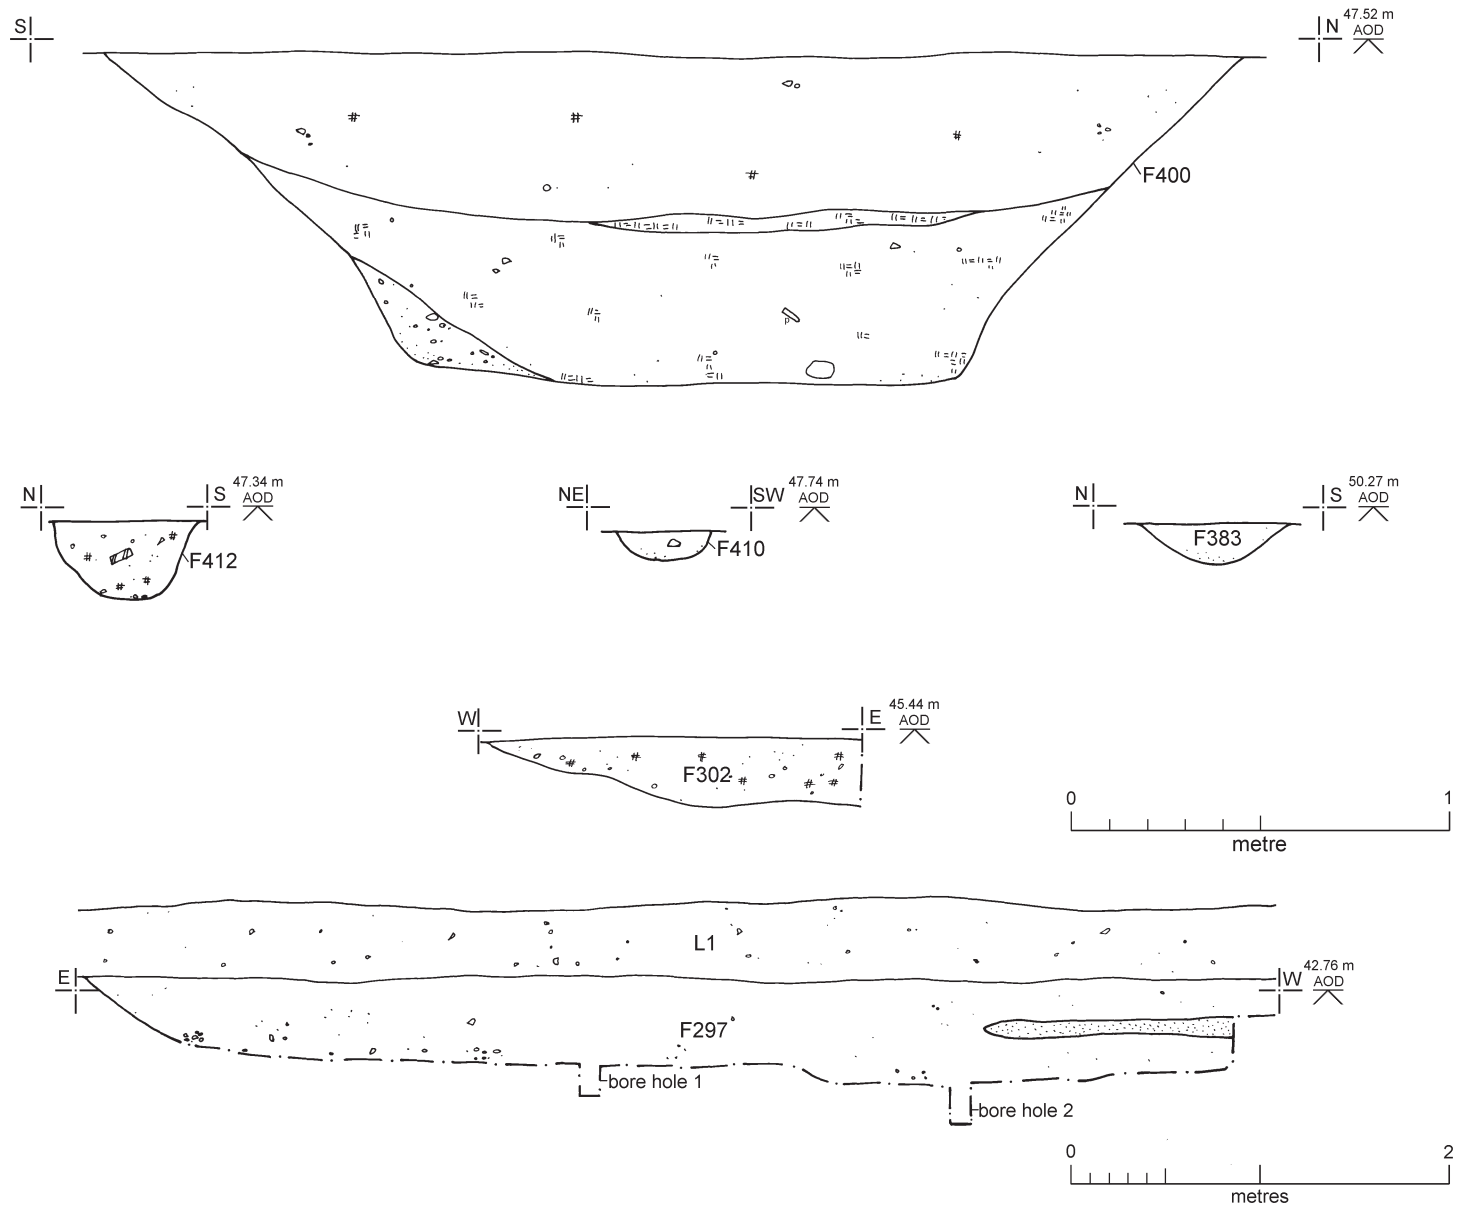 S
N
47.52 m
AOD
F400
N
S
47.34 m
AOD
F412
NE
SW
47.74 m
AOD
F410
N
S
50.27 m
AOD
F383
W
E
45.44 m
AOD
F302
0
1
metre
L1
E
W
42.76 m
AOD
F297
bore hole 1
bore hole 2
0
2
metres